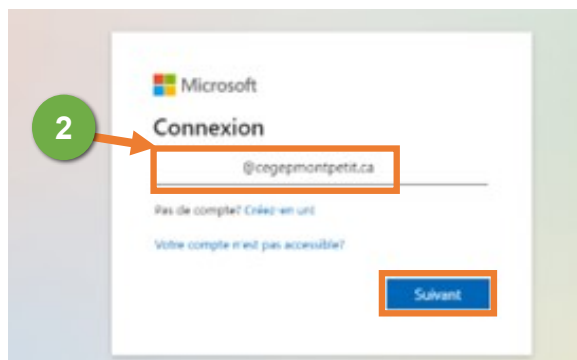 Microsoft
Connexion
2
@cegepmontpetit.ca
Pas de compte? Créez-en un!
Votre compte n'est pas accessible?
Suivant